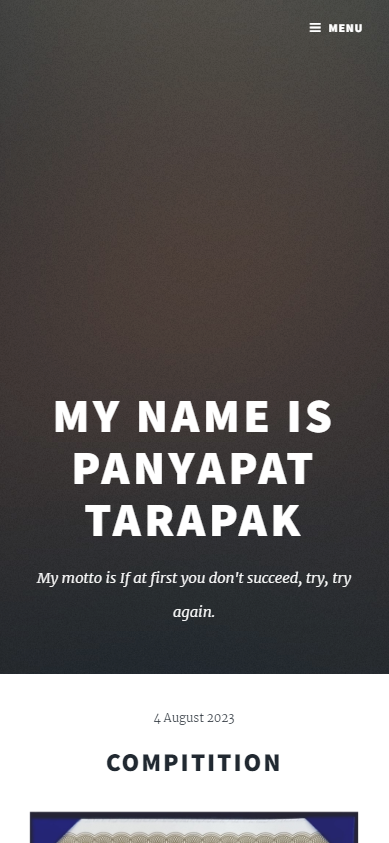 MENU
MY NAME IS
PANYAPAT
TARAPAK
My motto is If at first you don't succeed, try, try
again.
4 August 2023
COMPITITION